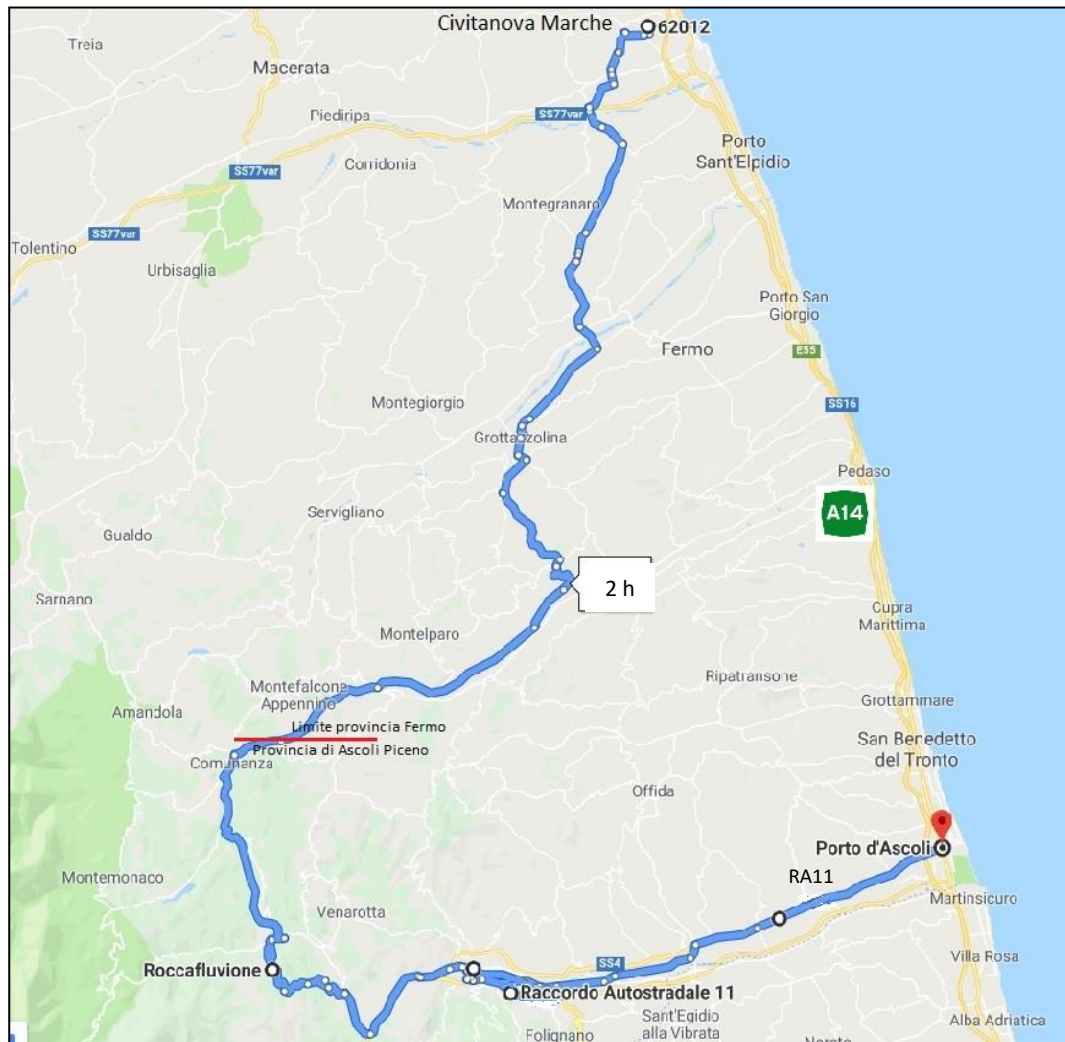 Civitanova Marche
62012
Treia
Macerata
Piediripa
SS77var
Porto
Sant'Elpidio
Corridonia
SS77var
Montegranaro
SS77var
Tolentino
Urbisaglia
Porto San
Giorgio
Fermo
E55
Montegiorgio
SS16
Grottazzolina
Pedaso
Servigliano
A14
Gualdo
2 h
Sarnano
Cupra
Marittima
Montelparo
Ripatransone
Montefalcone
Appennino
Grottammare
Amandola
Limite provincia Fermo
Provincia di Ascoli Piceno
San Benedetto
del Tronto
Comunanza
Offida
Porto d'Ascoli
Montemonaco
RA11
Martinsicuro
Venarotta
Villa Rosa
Roccafluvione
SS4
Raccordo Autostradale 11
Sant'Egidio
alla Vibrata
Folignano
Alba Adriatica